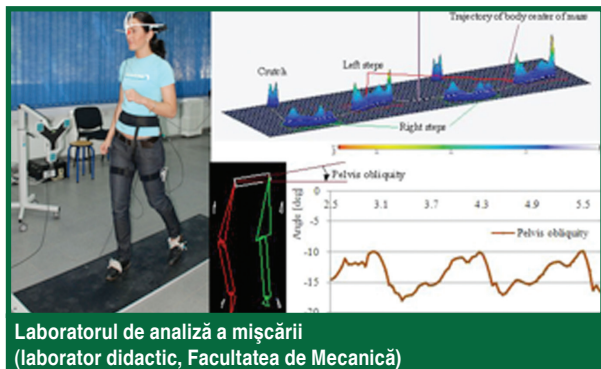 Trajectory of body center of maze
Left steps
Crutch
Right steps
Pelvis obliquity
Angle [deg]
0
-5
-10
-15
-20
2.5
3.1
3.7
4.3
4.9
5.5
Pelvis obliquity
Laboratorul de analiză a mişcării
(laborator didactic, Facultatea de Mecanică)